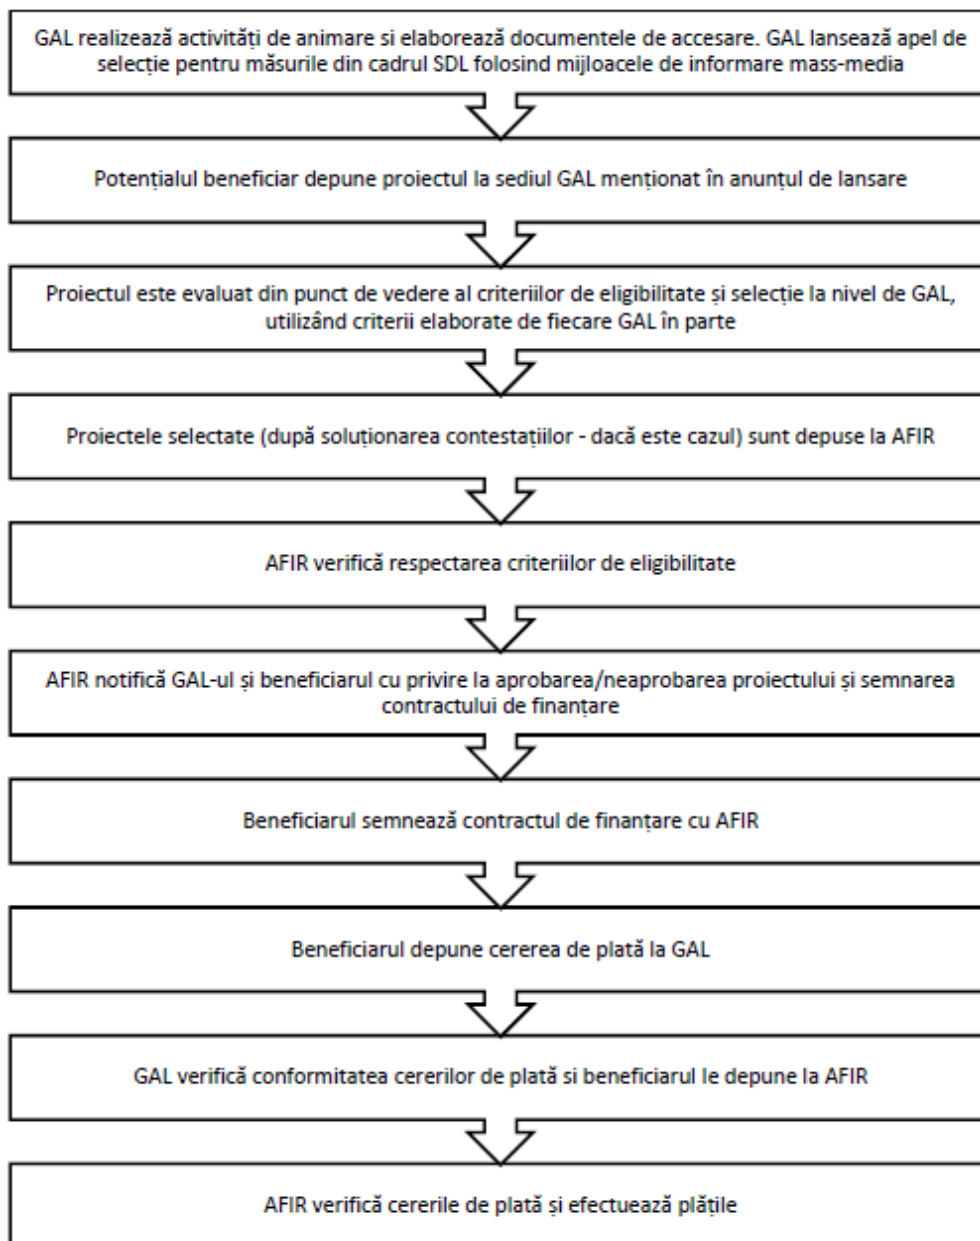 GAL realizează activități de animare si elaborează documentele de accesare. GAL lansează apel de
selecție pentru măsurile din cadrul SDL folosind mijloacele de informare mass-media
Potențialul beneficiar depune proiectul la sediul GAL menționat în anunțul de lansare
Proiectul este evaluat din punct de vedere al criteriilor de eligibilitate și selecție la nivel de GAL,
utilizând criterii elaborate de fiecare GAL în parte
Proiectele selectate (după soluționarea contestațiilor - dacă este cazul) sunt depuse la AFIR
AFIR verifică respectarea criteriilor de eligibilitate
AFIR notifică GAL-ul și beneficiarul cu privire la aprobarea/neaprobarea proiectului și semnarea
contractului de finanțare
Beneficiarul semnează contractul de finanțare cu AFIR
Beneficiarul depune cererea de plată la GAL
GAL verifică conformitatea cererilor de plată si beneficiarul le depune la AFIR
AFIR verifică cererile de plată și efectuează plățile